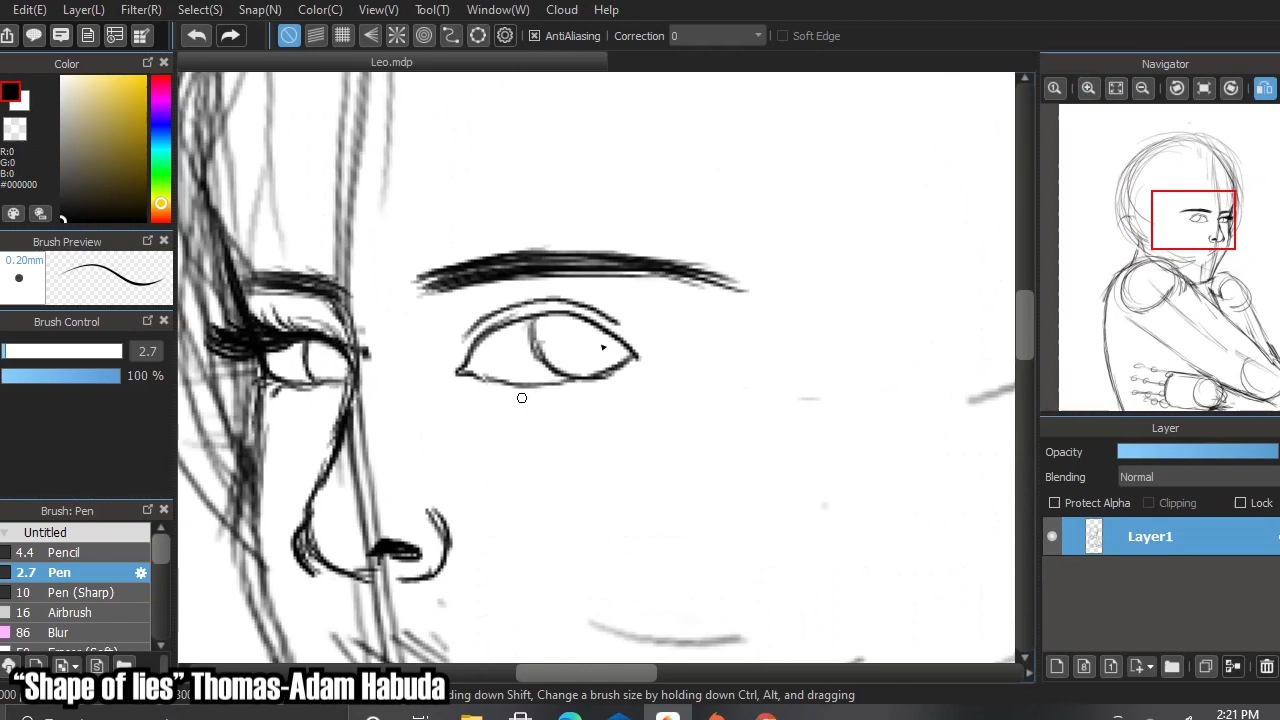 Edit(E) Layer(L) Filter(R) Select(S) Snap(N) Color(C) View(V) Tool(T) Window(W) Cloud Help
AntiAliasing Correction 0 Soft Edge
Color
Leo.mdp
Navigator
R:0
G:0
B:0
#000000
Brush Preview
0.20mm
Brush Control
2.7
100 %
Layer
Opacity
Blending Normal
Protect Alpha Clipping Lock
Layer1
Brush: Pen
Untitled
4.4 Pencil
2.7 Pen
10 Pen (Sharp)
16 Airbrush
86 Blur
“Shape of lies” Thomas-Adam Habuda
ding down Shift, Change a brush size by holding down Ctrl, Alt, and dragging
2:21 PM